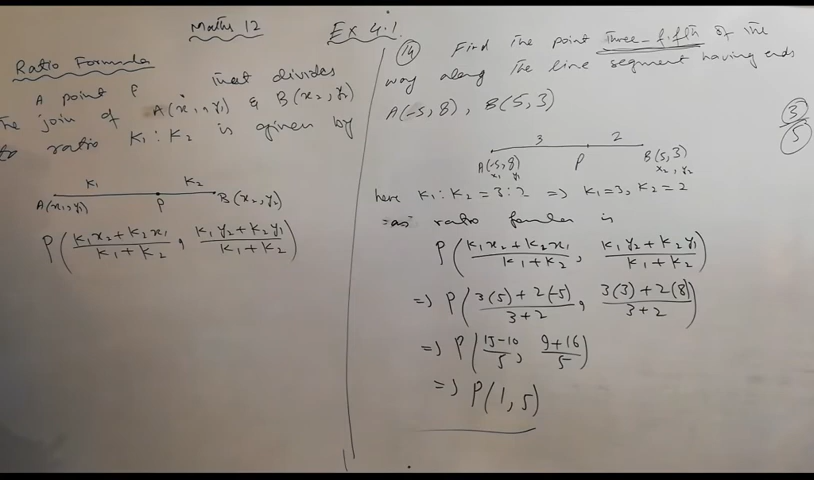 Maths 12
Ex 4.1
Ratio Formula
A point P that divides
The join of A(x₁, y₁) & B(x₂, y₂)
to ratio K₁ : K₂ is given by
K₁ K₂
A(x₁, y₁) P B(x₂, y₂)
P( (K₁x₂ + K₂x₁)/(K₁ + K₂) , (K₁y₂ + K₂y₁)/(K₁ + K₂) )
(14) Find the point three-fifth of the
way along the line segment having ends
A(-5, 8) , B(5, 3)
3/5
3 2
A(-5, 8) P B(5, 3)
x₁ y₁ x₂, y₂
here K₁ : K₂ = 3 : 2 => K₁ = 3, K₂ = 2
as ratio formula is
P( (K₁x₂ + K₂x₁)/(K₁ + K₂) , (K₁y₂ + K₂y₁)/(K₁ + K₂) )
=> P( (3(5) + 2(-5))/(3+2) , (3(3) + 2(8))/(3+2) )
=> P( (15-10)/5 , (9+16)/5 )
=> P(1, 5)